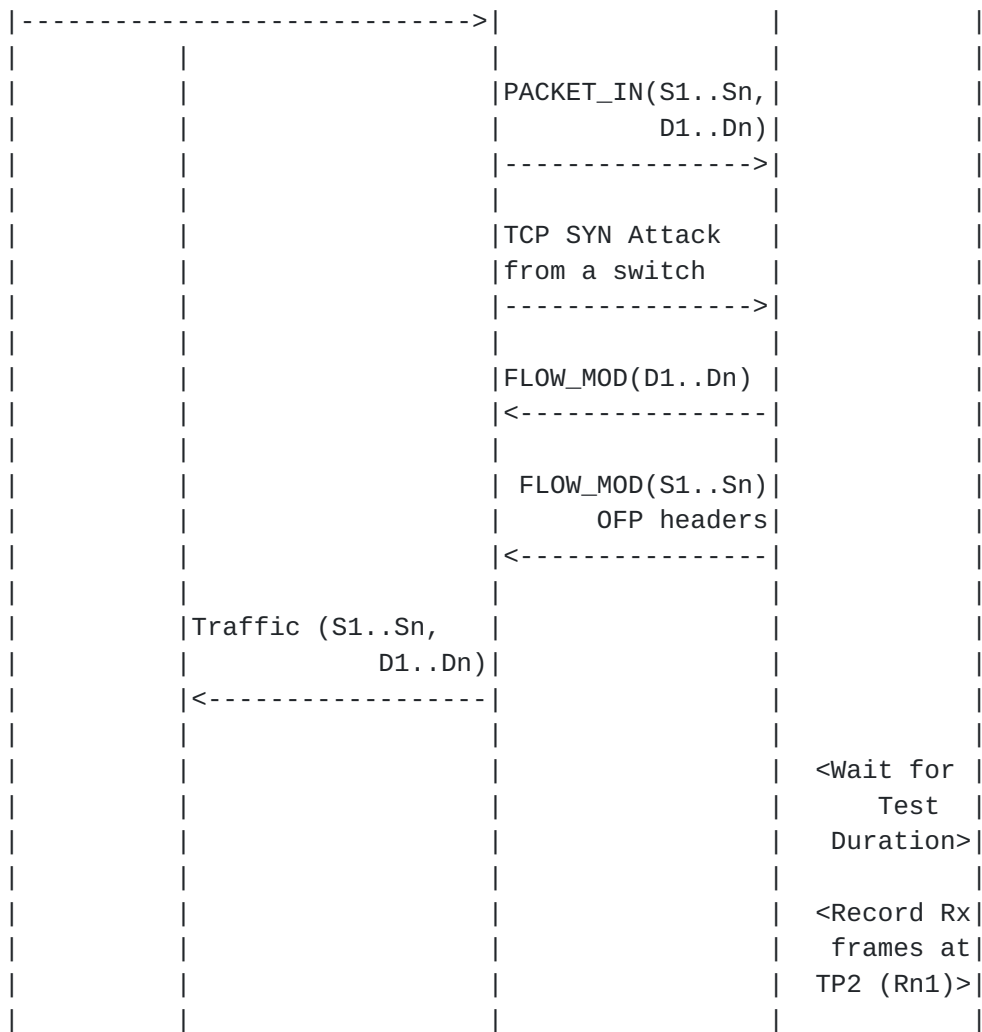 |----------------------------->| | |
| | | | |
| | |PACKET_IN(S1..Sn,| |
| | | D1..Dn)| |
| | |---------------->| |
| | | | |
| | |TCP SYN Attack | |
| | |from a switch | |
| | |---------------->| |
| | | | |
| | |FLOW_MOD(D1..Dn) | |
| | |<----------------| |
| | | | |
| | | FLOW_MOD(S1..Sn)| |
| | | OFP headers| |
| | |<----------------| |
| | | | |
| |Traffic (S1..Sn, | | |
| | D1..Dn)| | |
| |<------------------| | |
| | | | |
| | | | <Wait for |
| | | | Test |
| | | | Duration>|
| | | | |
| | | | <Record Rx|
| | | | frames at|
| | | | TP2 (Rn1)>|
| | | | |